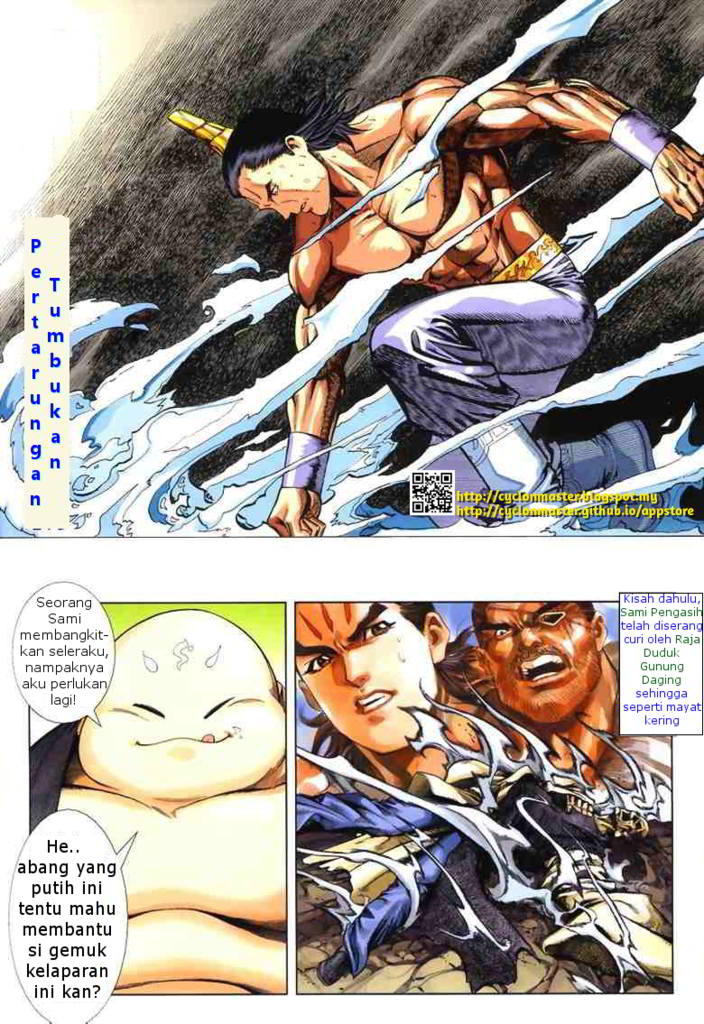 Pertarungan
Tumbukan
http://cyclonmaster.blogspot.my
http://cyclonmaster.github.io/appstore
Seorang
Sami
membangkit-
kan seleraku,
nampaknya
aku perlukan
lagi!
Kisah dahulu,
Sami Pengasih
telah diserang
curi oleh Raja
Duduk
Gunung
Daging
sehingga
seperti mayat
kering
He..
abang yang
putih ini
tentu mahu
membantu
si gemuk
kelaparan
ini kan?